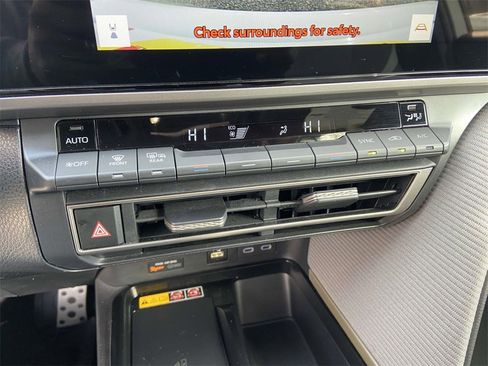 Check surroundings for safety.
AUTO
HI
ECO
HI
OFF
FRONT
REAR
SYNC
A/C